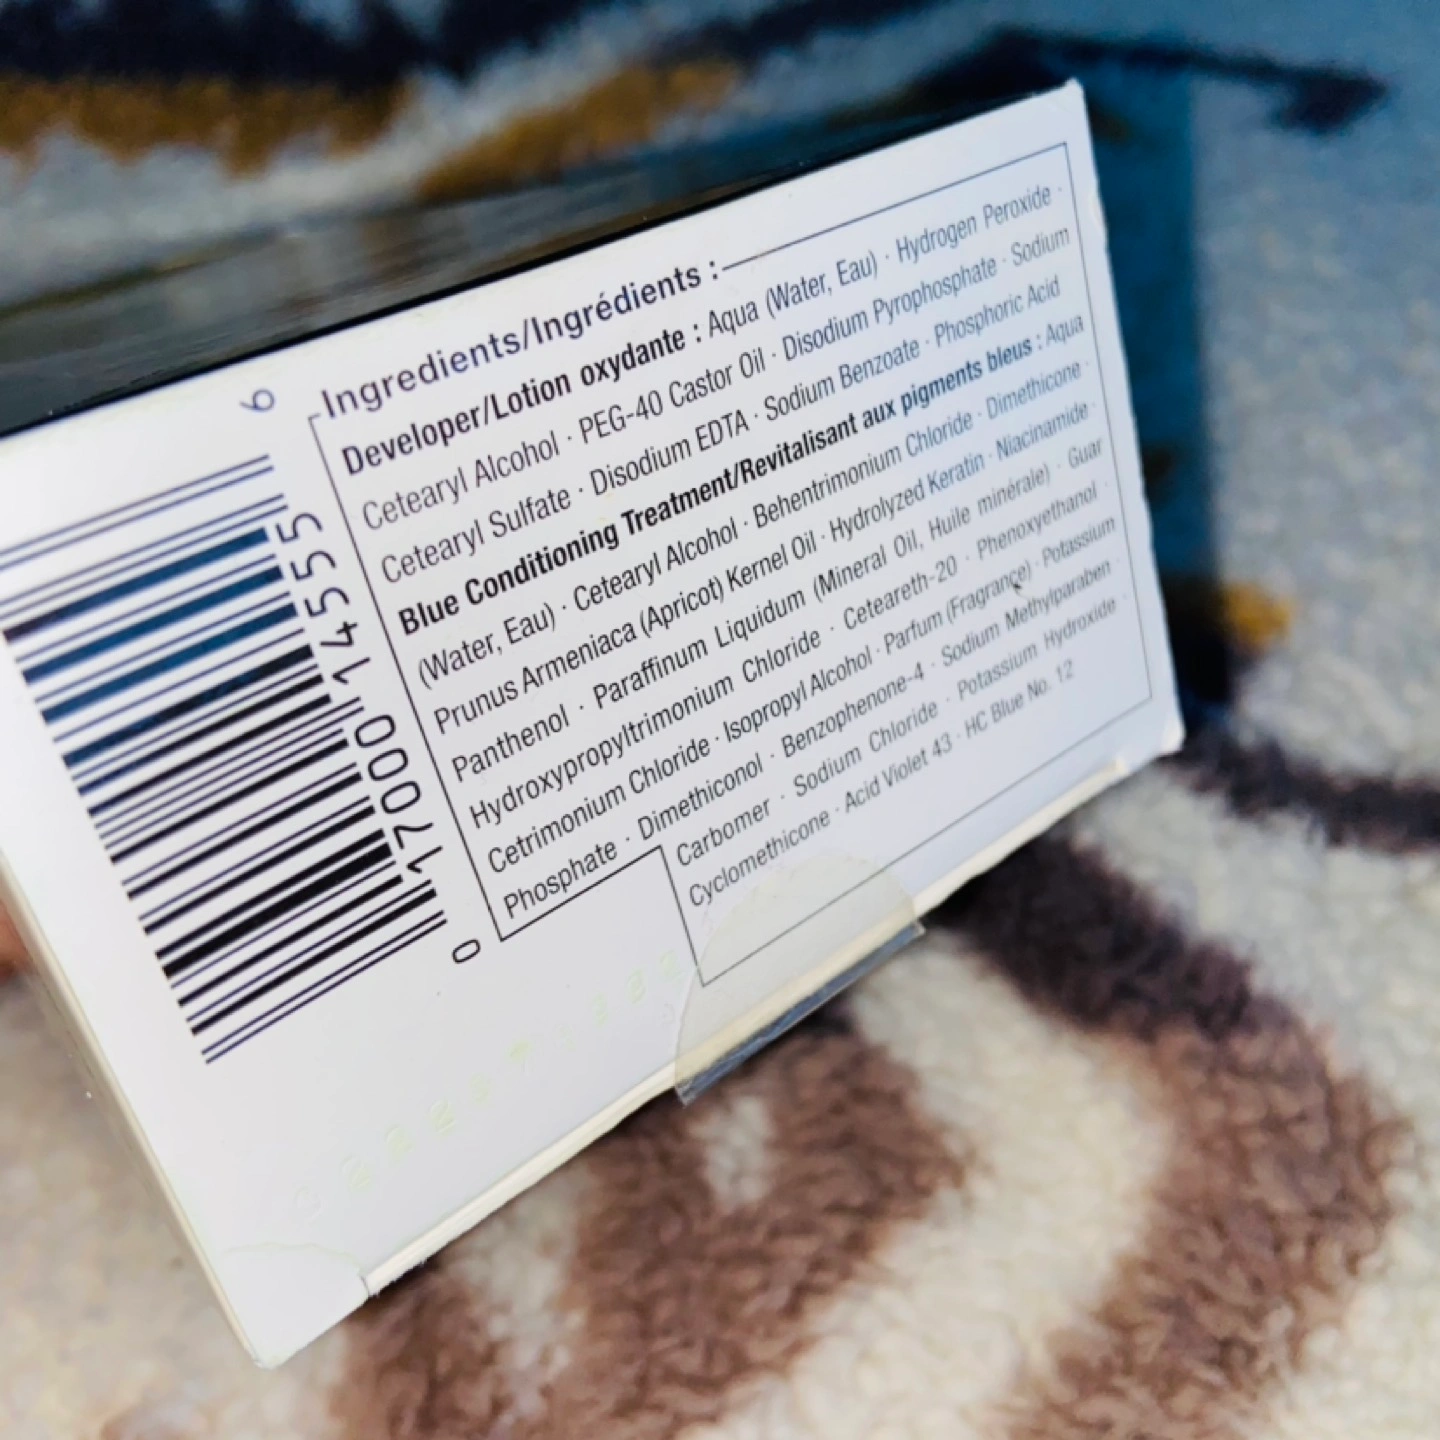 Ingredients/Ingrédients :
Developer/Lotion oxydante : Aqua (Water, Eau) · Hydrogen Peroxide ·
Cetearyl Alcohol · PEG-40 Castor Oil · Disodium Pyrophosphate · Sodium
Cetearyl Sulfate · Disodium EDTA · Sodium Benzoate · Phosphoric Acid
Blue Conditioning Treatment/Revitalisant aux pigments bleus : Aqua
(Water, Eau) · Cetearyl Alcohol · Behentrimonium Chloride · Dimethicone ·
Prunus Armeniaca (Apricot) Kernel Oil · Hydrolyzed Keratin · Niacinamide ·
Panthenol · Paraffinum Liquidum (Mineral Oil, Huile minérale) · Guar
Hydroxypropyltrimonium Chloride · Ceteareth-20 · Phenoxyethanol ·
Cetrimonium Chloride · Isopropyl Alcohol · Parfum (Fragrance) · Potassium
Phosphate · Dimethiconol · Benzophenone-4 · Sodium Methylparaben ·
Carbomer · Sodium Chloride · Potassium Hydroxide ·
Cyclomethicone · Acid Violet 43 · HC Blue No. 12
0 17000 14555 6